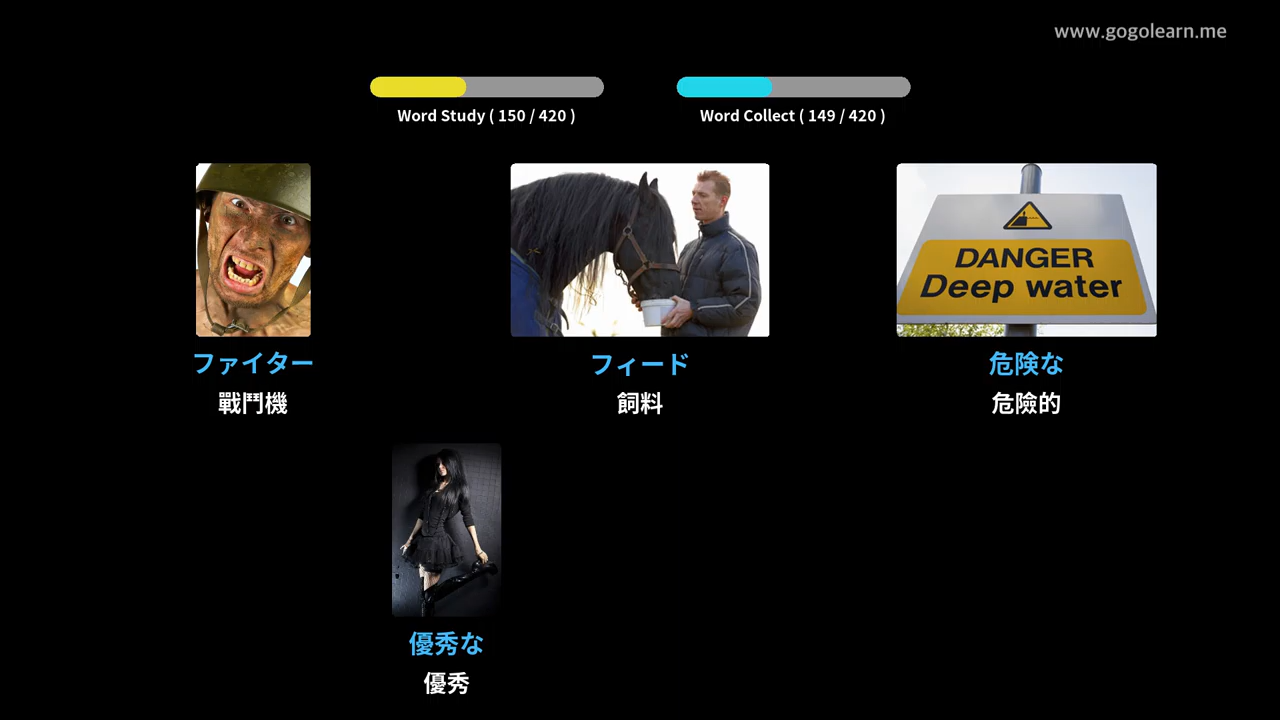 www.gogolearn.me
Word Study ( 150 / 420 )
Word Collect ( 149 / 420 )
DANGER
Deep water
ファイター
フィード
危険な
戰鬥機
飼料
危險的
優秀な
優秀